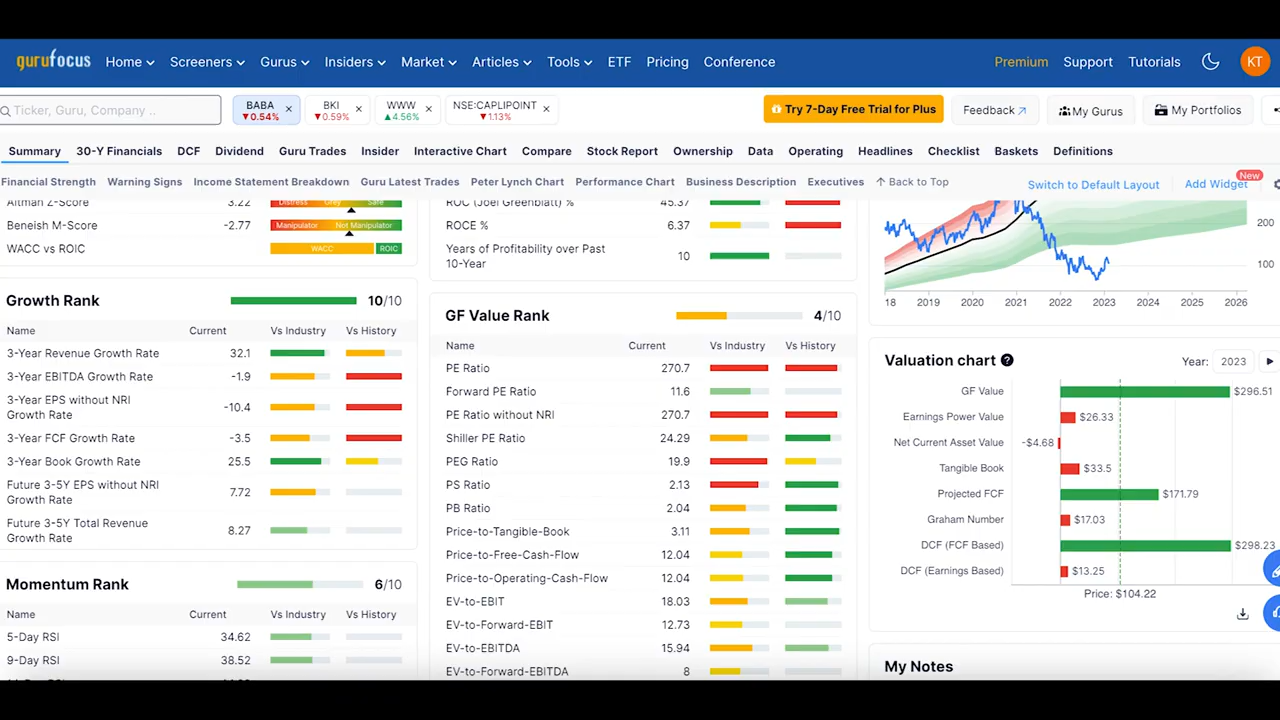 gurufocus Home Screeners Gurus Insiders Market Articles Tools ETF Pricing Conference Premium Support Tutorials KT
Ticker, Guru, Company .. BABA × BKI × WWW × NSE:CAPLIPOINT × Try 7-Day Free Trial for Plus Feedback ↗ My Gurus My Portfolios
▼0.54% ▼0.59% ▲4.56% ▼1.13%
Summary 30-Y Financials DCF Dividend Guru Trades Insider Interactive Chart Compare Stock Report Ownership Data Operating Headlines Checklist Baskets Definitions
Financial Strength Warning Signs Income Statement Breakdown Guru Latest Trades Peter Lynch Chart Performance Chart Business Description Executives ↑ Back to Top Switch to Default Layout Add Widget New
Altman Z-Score 3.22 Distress Grey Safe
Beneish M-Score -2.77 Manipulator Not Manipulator
WACC vs ROIC WACC ROIC
Growth Rank 10/10
Name Current Vs Industry Vs History
3-Year Revenue Growth Rate 32.1
3-Year EBITDA Growth Rate -1.9
3-Year EPS without NRI
Growth Rate -10.4
3-Year FCF Growth Rate -3.5
3-Year Book Growth Rate 25.5
Future 3-5Y EPS without NRI
Growth Rate 7.72
Future 3-5Y Total Revenue
Growth Rate 8.27
Momentum Rank 6/10
Name Current Vs Industry Vs History
5-Day RSI 34.62
9-Day RSI 38.52
ROC (Joel Greenblatt) % 45.37
ROCE % 6.37
Years of Profitability over Past
10-Year 10
GF Value Rank 4/10
Name Current Vs Industry Vs History
PE Ratio 270.7
Forward PE Ratio 11.6
PE Ratio without NRI 270.7
Shiller PE Ratio 24.29
PEG Ratio 19.9
PS Ratio 2.13
PB Ratio 2.04
Price-to-Tangible-Book 3.11
Price-to-Free-Cash-Flow 12.04
Price-to-Operating-Cash-Flow 12.04
EV-to-EBIT 18.03
EV-to-Forward-EBIT 12.73
EV-to-EBITDA 15.94
EV-to-Forward-EBITDA 8
200
100
18 2019 2020 2021 2022 2023 2024 2025 2026
Valuation chart ? Year: 2023
GF Value $296.51
Earnings Power Value $26.33
Net Current Asset Value -$4.68
Tangible Book $33.5
Projected FCF $171.79
Graham Number $17.03
DCF (FCF Based) $298.23
DCF (Earnings Based) $13.25
Price: $104.22
My Notes